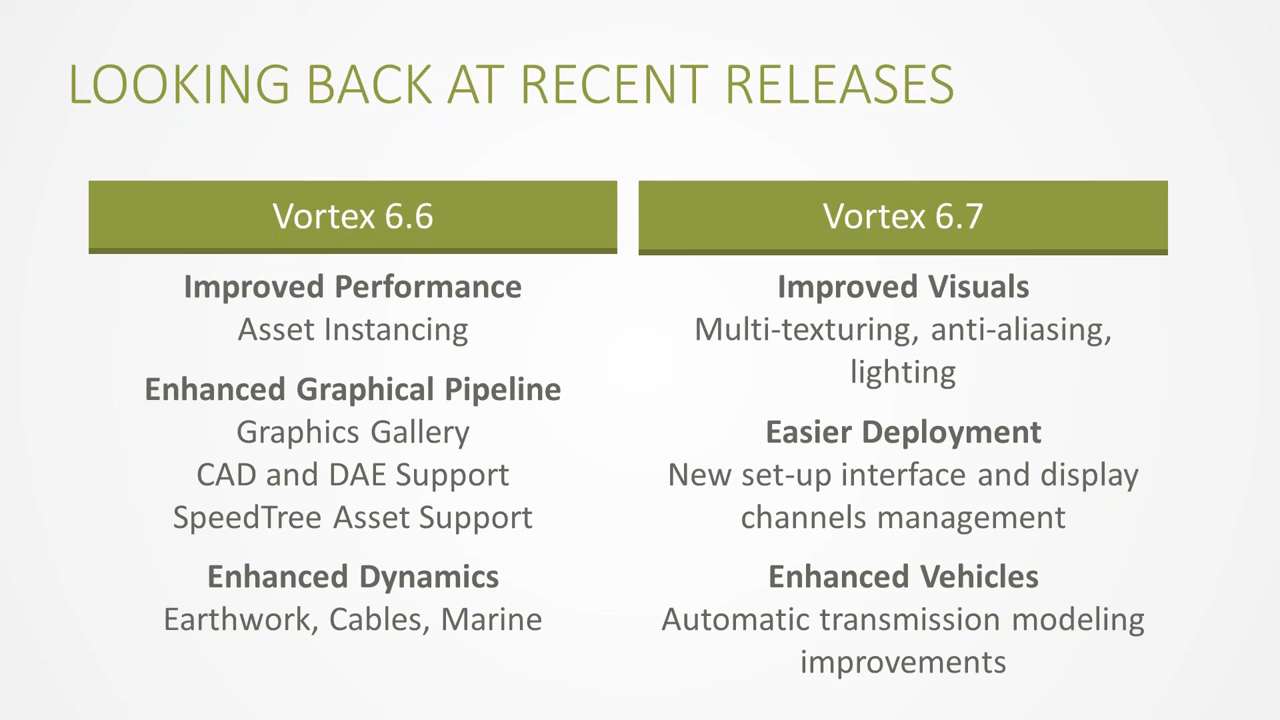 LOOKING BACK AT RECENT RELEASES
Vortex 6.6
Improved Performance
Asset Instancing
Enhanced Graphical Pipeline
Graphics Gallery
CAD and DAE Support
SpeedTree Asset Support
Enhanced Dynamics
Earthwork, Cables, Marine
Vortex 6.7
Improved Visuals
Multi-texturing, anti-aliasing,
lighting
Easier Deployment
New set-up interface and display
channels management
Enhanced Vehicles
Automatic transmission modeling
improvements